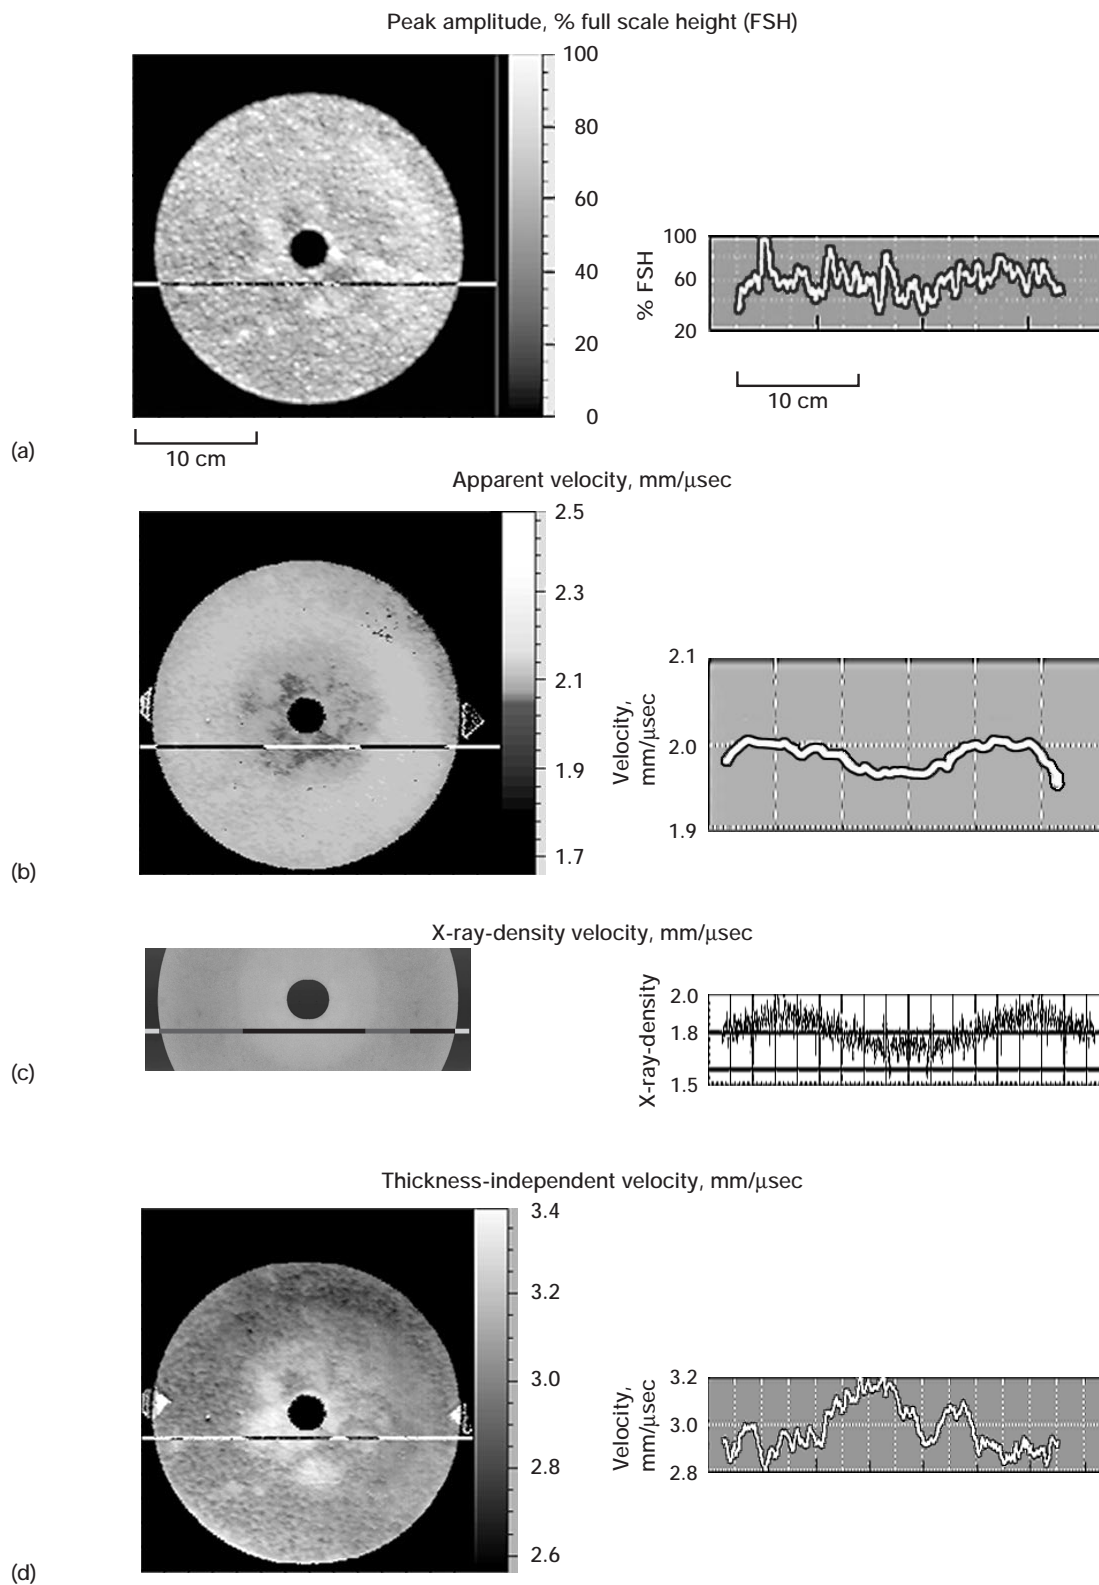 Peak amplitude, % full scale height (FSH)
100
80
60
40
20
0
10 cm
% FSH
100
60
20
10 cm
(a)
Apparent velocity, mm/μsec
2.5
2.3
2.1
1.9
1.7
Velocity,
mm/μsec
2.1
2.0
1.9
(b)
X-ray-density velocity, mm/μsec
X-ray-density
2.0
1.8
1.5
(c)
Thickness-independent velocity, mm/μsec
3.4
3.2
3.0
2.8
2.6
Velocity,
mm/μsec
3.2
3.0
2.8
(d)